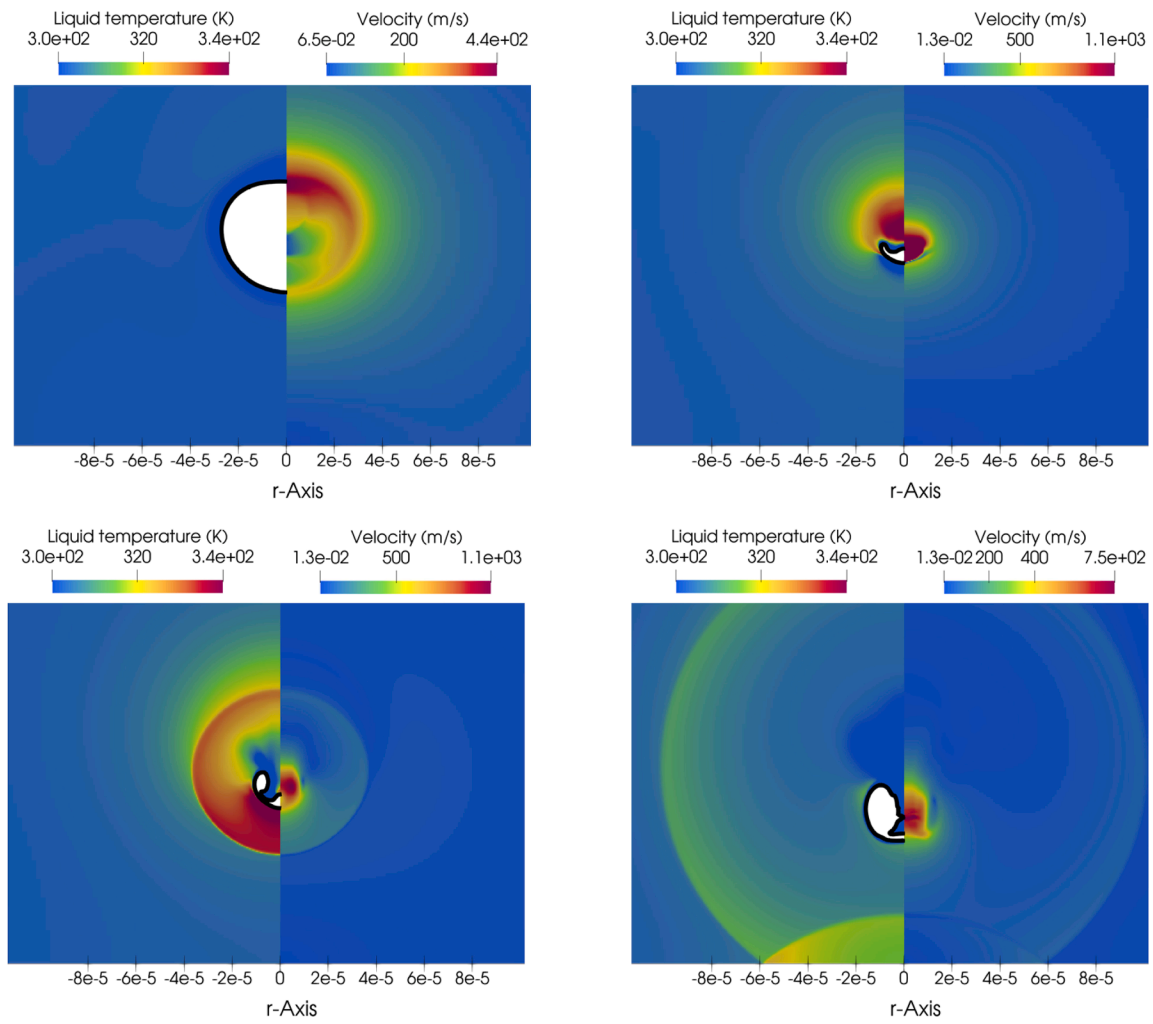 Liquid temperature (K) Velocity (m/s)
3.0e+02 320 3.4e+02 6.5e-02 200 4.4e+02
-8e-5 -6e-5 -4e-5 -2e-5 0 2e-5 4e-5 6e-5 8e-5
r-Axis
Liquid temperature (K) Velocity (m/s)
3.0e+02 320 3.4e+02 1.3e-02 500 1.1e+03
-8e-5 -6e-5 -4e-5 -2e-5 0 2e-5 4e-5 6e-5 8e-5
r-Axis
Liquid temperature (K) Velocity (m/s)
3.0e+02 320 3.4e+02 1.3e-02 500 1.1e+03
-8e-5 -6e-5 -4e-5 -2e-5 0 2e-5 4e-5 6e-5 8e-5
r-Axis
Liquid temperature (K) Velocity (m/s)
3.0e+02 320 3.4e+02 1.3e-02 200 400 7.5e+02
-8e-5 -6e-5 -4e-5 -2e-5 0 2e-5 4e-5 6e-5 8e-5
r-Axis